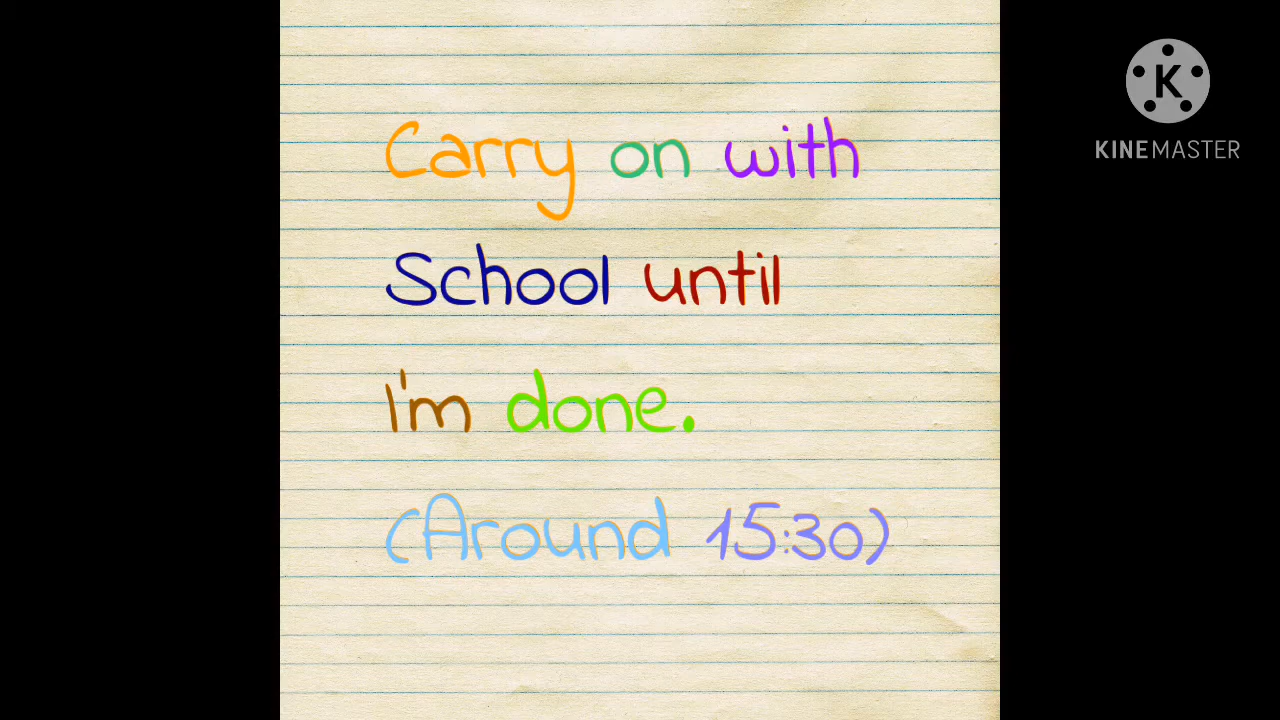 Carry on with
School until
I'm done.
(Around 15:30)
K
KINEMASTER